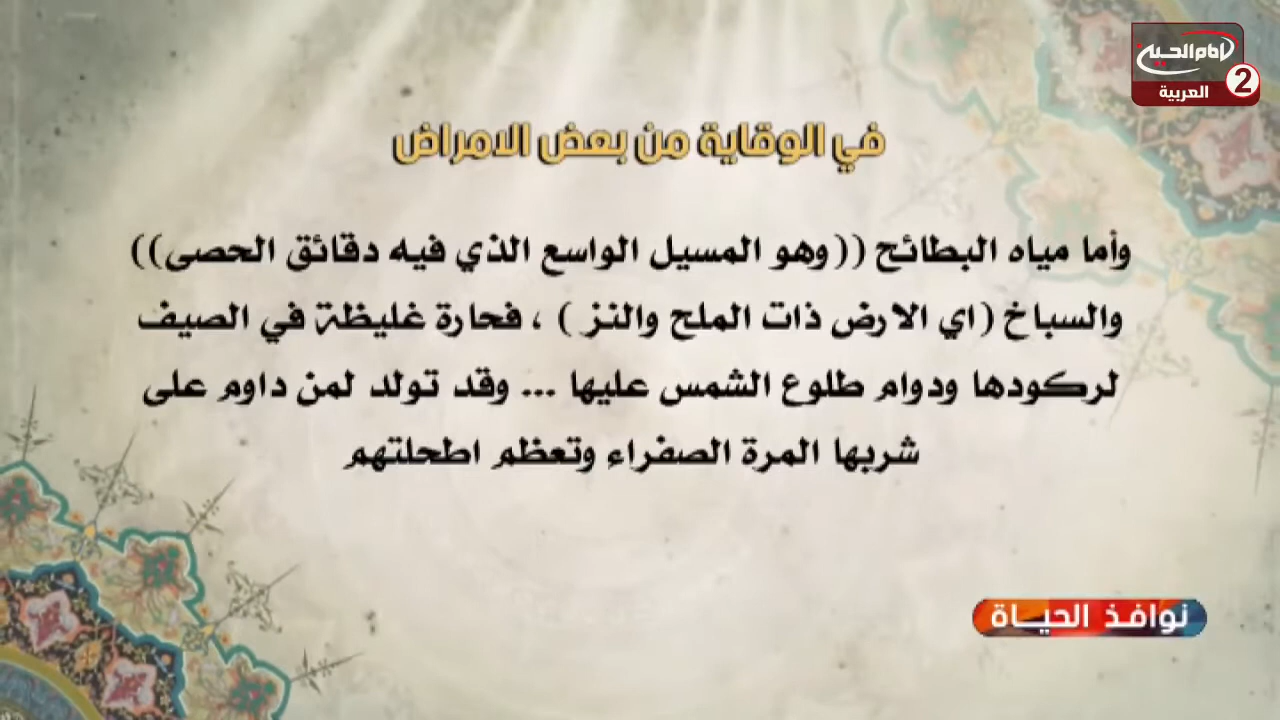 إمام الحسين
2
العربية
في الوقاية من بعض الامراض
وأما مياه البطائح ((وهو المسيل الواسع الذي فيه دقائق الحصى))
والسباخ (اي الارض ذات الملح والنز ) ، فحارة غليظة في الصيف
لركودها ودوام طلوع الشمس عليها ... وقد تولد لمن داوم على
شربها المرة الصفراء وتعظم اطحلتهم
نوافذ الحياة